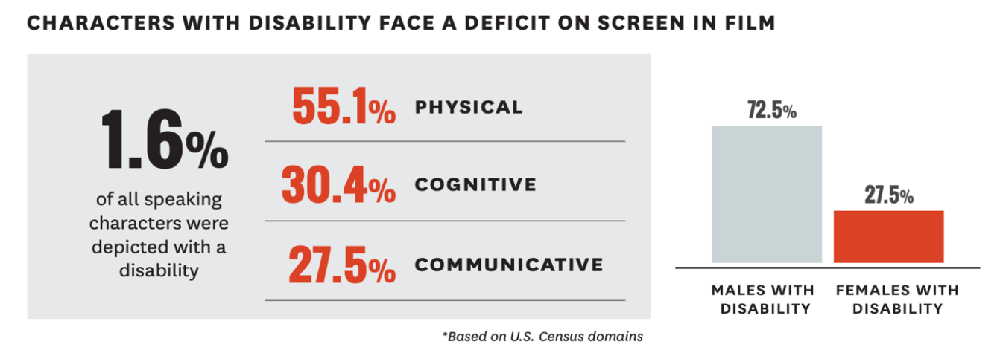 CHARACTERS WITH DISABILITY FACE A DEFICIT ON SCREEN IN FILM
1.6%
of all speaking
characters were
depicted with a
disability
55.1% PHYSICAL
30.4% COGNITIVE
27.5% COMMUNICATIVE
*Based on U.S. Census domains
72.5%
27.5%
MALES WITH
DISABILITY
FEMALES WITH
DISABILITY